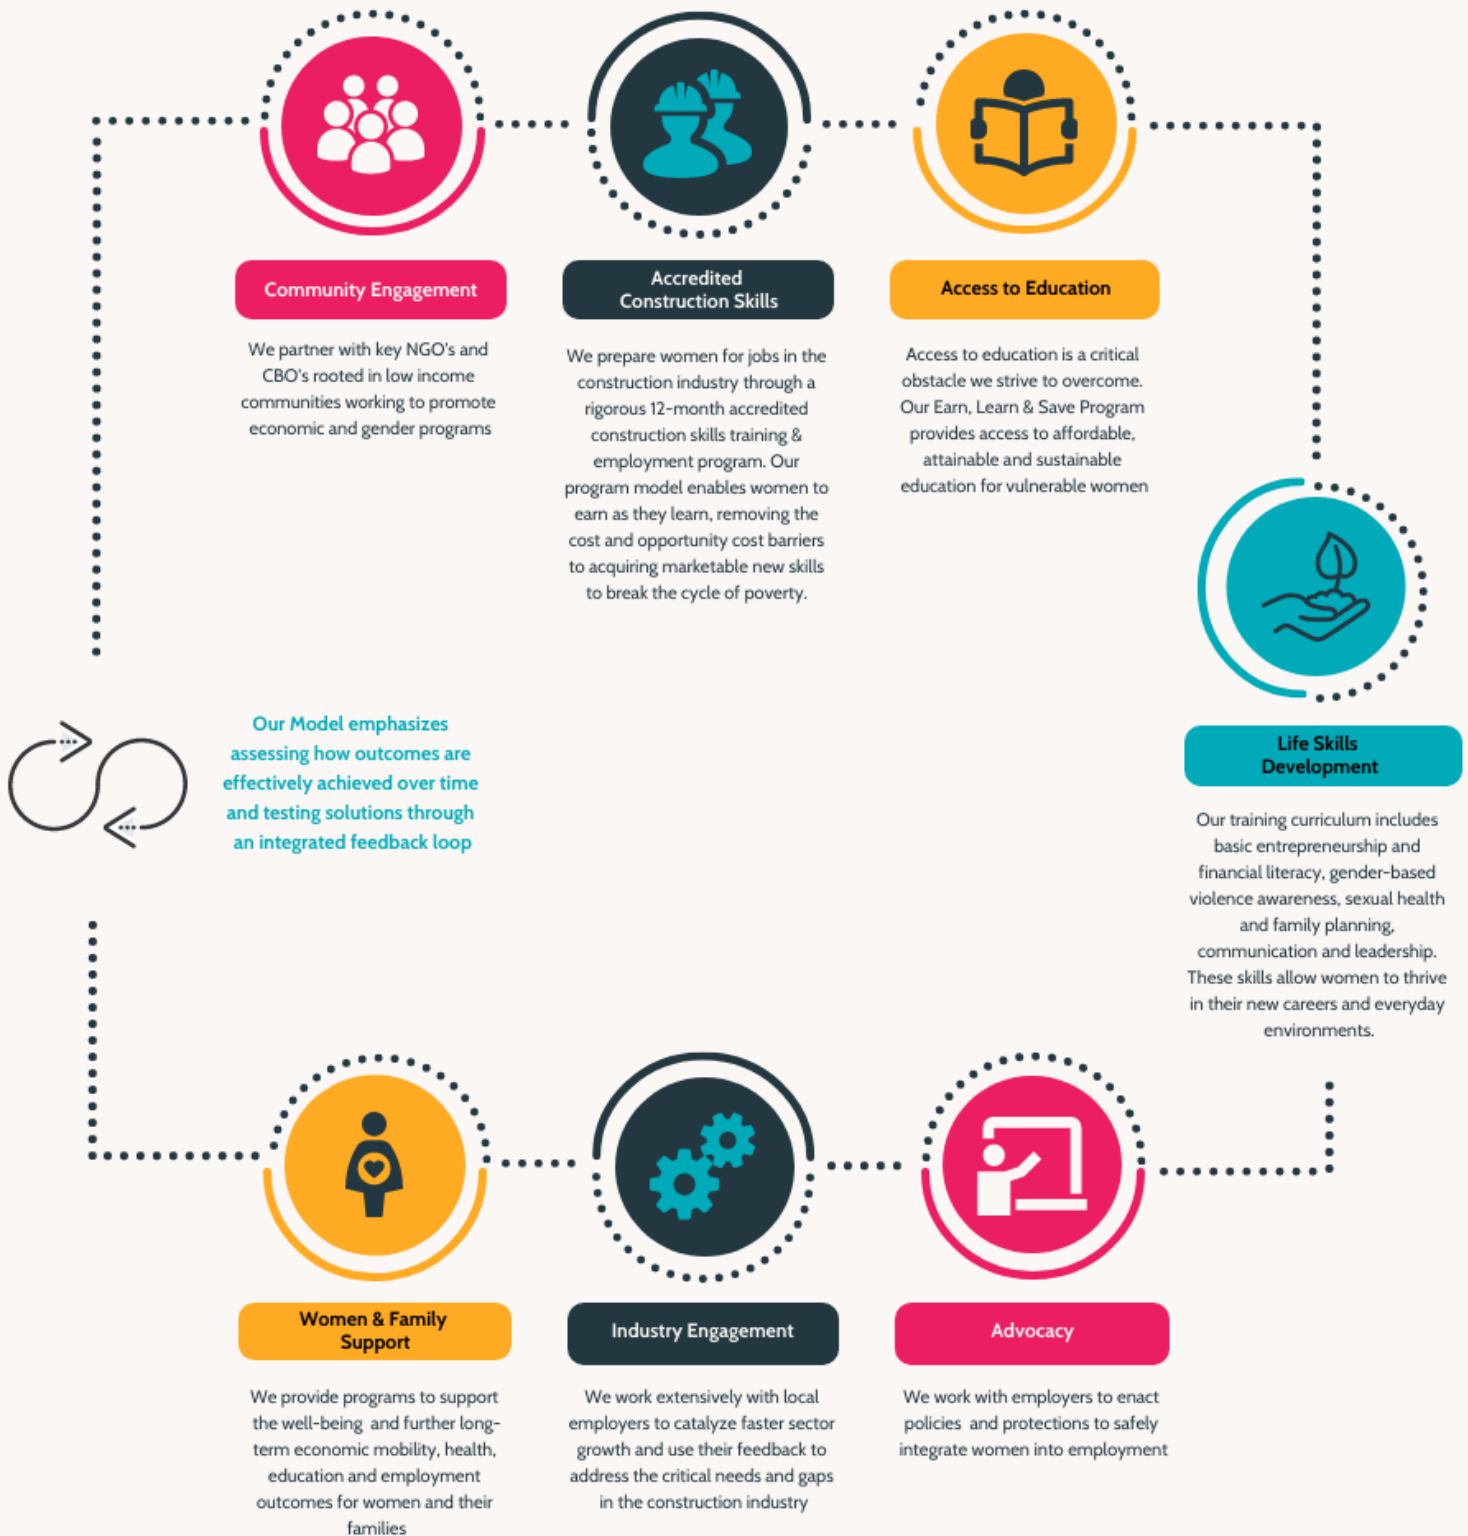 Community Engagement
We partner with key NGO's and
CBO's rooted in low income
communities working to promote
economic and gender programs
Accredited
Construction Skills
We prepare women for jobs in the
construction industry through a
rigorous 12-month accredited
construction skills training &
employment program. Our
program model enables women to
earn as they learn, removing the
cost and opportunity cost barriers
to acquiring marketable new skills
to break the cycle of poverty.
Access to Education
Access to education is a critical
obstacle we strive to overcome.
Our Earn, Learn & Save Program
provides access to affordable,
attainable and sustainable
education for vulnerable women
Life Skills
Development
Our training curriculum includes
basic entrepreneurship and
financial literacy, gender-based
violence awareness, sexual health
and family planning,
communication and leadership.
These skills allow women to thrive
in their new careers and everyday
environments.
Our Model emphasizes
assessing how outcomes are
effectively achieved over time
and testing solutions through
an integrated feedback loop
Women & Family
Support
We provide programs to support
the well-being and further long-
term economic mobility, health,
education and employment
outcomes for women and their
families
Industry Engagement
We work extensively with local
employers to catalyze faster sector
growth and use their feedback to
address the critical needs and gaps
in the construction industry
Advocacy
We work with employers to enact
policies and protections to safely
integrate women into employment